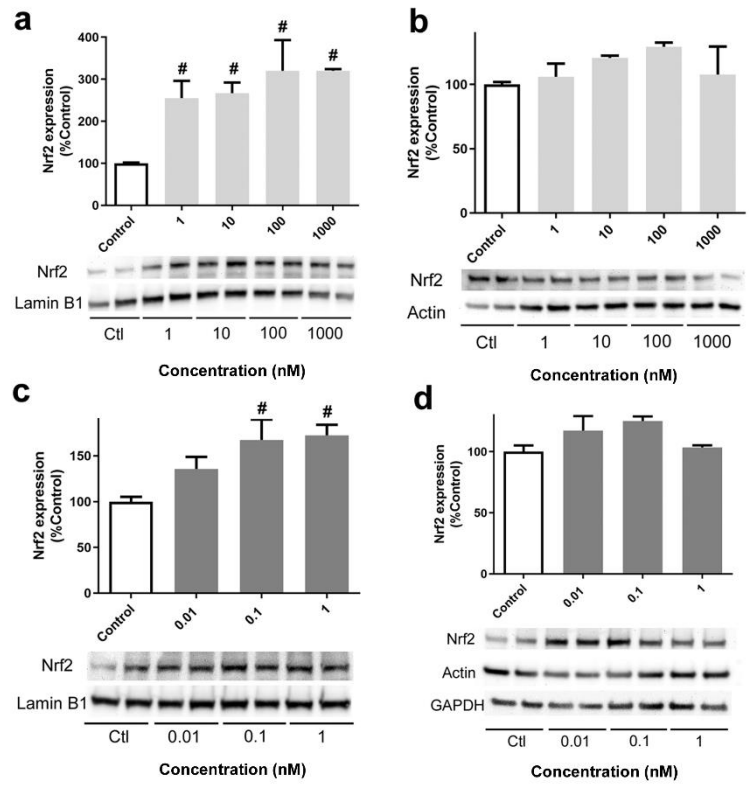 a
Nrf2 expression
(%Control)
400
300
200
100
0
# # # #
Control 1 10 100 1000
Nrf2
Lamin B1
Ctl 1 10 100 1000
Concentration (nM)
b
Nrf2 expression
(%Control)
100
50
0
Control 1 10 100 1000
Nrf2
Actin
Ctl 1 10 100 1000
Concentration (nM)
c
Nrf2 expression
(%Control)
150
100
50
0
# #
Control 0.01 0.1 1
Nrf2
Lamin B1
Ctl 0.01 0.1 1
Concentration (nM)
d
Nrf2 expression
(%Control)
100
50
0
Control 0.01 0.1 1
Nrf2
Actin
GAPDH
Ctl 0.01 0.1 1
Concentration (nM)